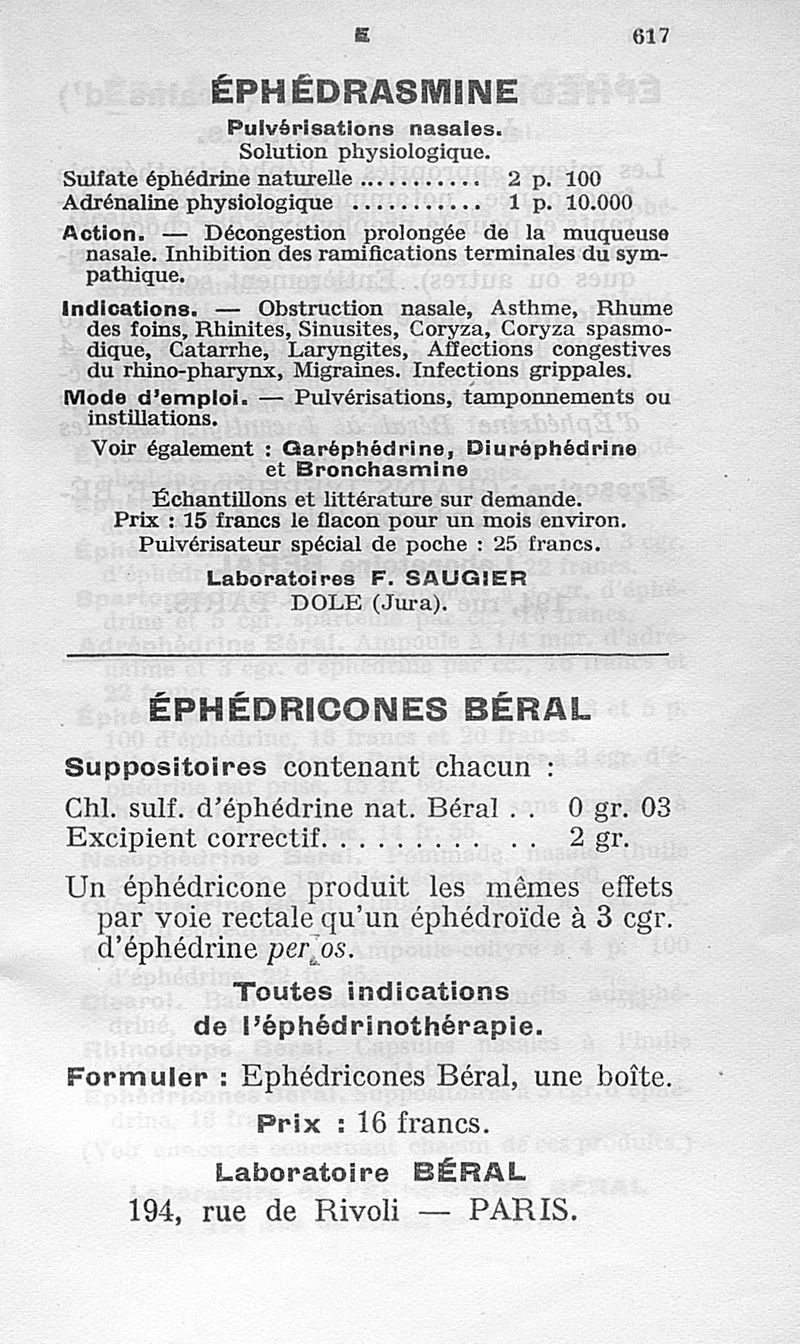 E 617
ÉPHÉDRASMINE
Pulvérisations nasales.
Solution physiologique.
Sulfate éphédrine naturelle ........... 2 p. 100
Adrénaline physiologique ............ 1 p. 10.000
Action. — Décongestion prolongée de la muqueuse
nasale. Inhibition des ramifications terminales du sym-
pathique.
Indications. — Obstruction nasale, Asthme, Rhume
des foins, Rhinites, Sinusites, Coryza, Coryza spasmo-
dique, Catarrhe, Laryngites, Affections congestives
du rhino-pharynx, Migraines. Infections grippales.
Mode d'emploi. — Pulvérisations, tamponnements ou
instillations.
Voir également : Garéphédrine, Diuréphédrine
et Bronchasmine
Échantillons et littérature sur demande.
Prix : 15 francs le flacon pour un mois environ.
Pulvérisateur spécial de poche : 25 francs.
Laboratoires F. SAUGIER
DOLE (Jura).
ÉPHÉDRICONES BÉRAL
Suppositoires contenant chacun :
Chl. sulf. d'éphédrine nat. Béral . . 0 gr. 03
Excipient correctif. . . . . . . . . . 2 gr.
Un éphédricone produit les mêmes effets
par voie rectale qu'un éphédroïde à 3 cgr.
d'éphédrine per os.
Toutes indications
de l'éphédrinothérapie.
Formuler : Ephédricones Béral, une boîte.
Prix : 16 francs.
Laboratoire BÉRAL
194, rue de Rivoli — PARIS.